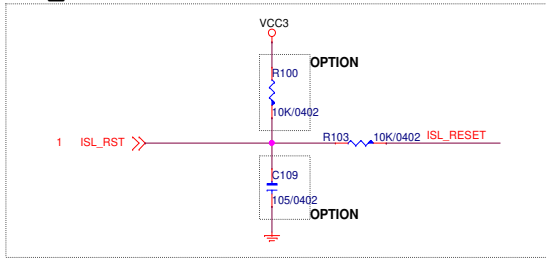 VCC3
OPTION
R100
10K/0402
1 ISL_RST
R103 10K/0402 ISL_RESET
C109
105/0402
OPTION